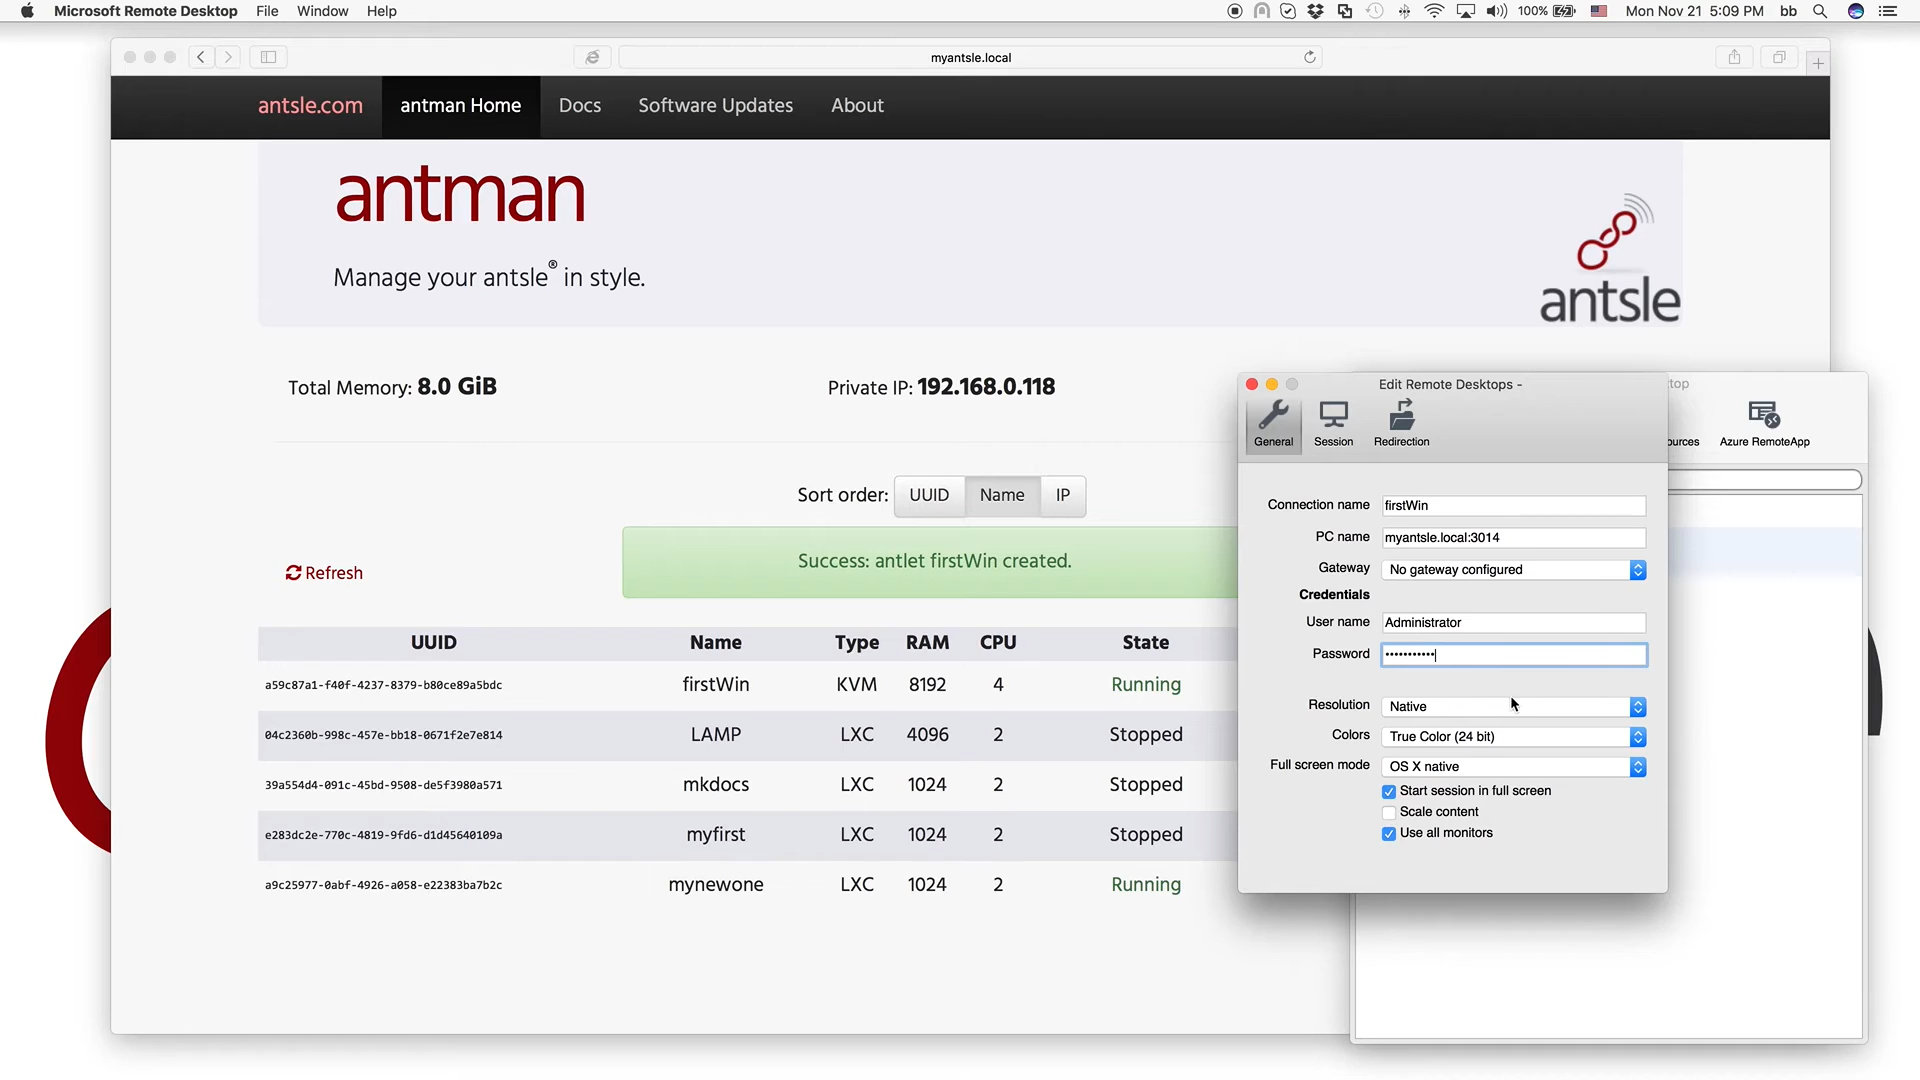 Microsoft Remote Desktop File Window Help 100% Mon Nov 21 5:09 PM bb
myantsle.local
antsle.com antman Home Docs Software Updates About
antman
Manage your antsle® in style.
antsle
Total Memory: 8.0 GiB Private IP: 192.168.0.118
Sort order: UUID Name IP
Success: antlet firstWin created.
Refresh
UUID Name Type RAM CPU State
a59c87a1-f40f-4237-8379-b80ce89a5bdc firstWin KVM 8192 4 Running
04c2360b-998c-457e-bb18-0671f2e7e814 LAMP LXC 4096 2 Stopped
39a554d4-091c-45bd-9508-de5f3980a571 mkdocs LXC 1024 2 Stopped
e283dc2e-770c-4819-9fd6-d1d45640109a myfirst LXC 1024 2 Stopped
a9c25977-0abf-4926-a058-e22383ba7b2c mynewone LXC 1024 2 Running
Edit Remote Desktops -
General Session Redirection
Azure RemoteApp
Connection name firstWin
PC name myantsle.local:3014
Gateway No gateway configured
Credentials
User name Administrator
Password •••••••••••
Resolution Native
Colors True Color (24 bit)
Full screen mode OS X native
Start session in full screen
Scale content
Use all monitors